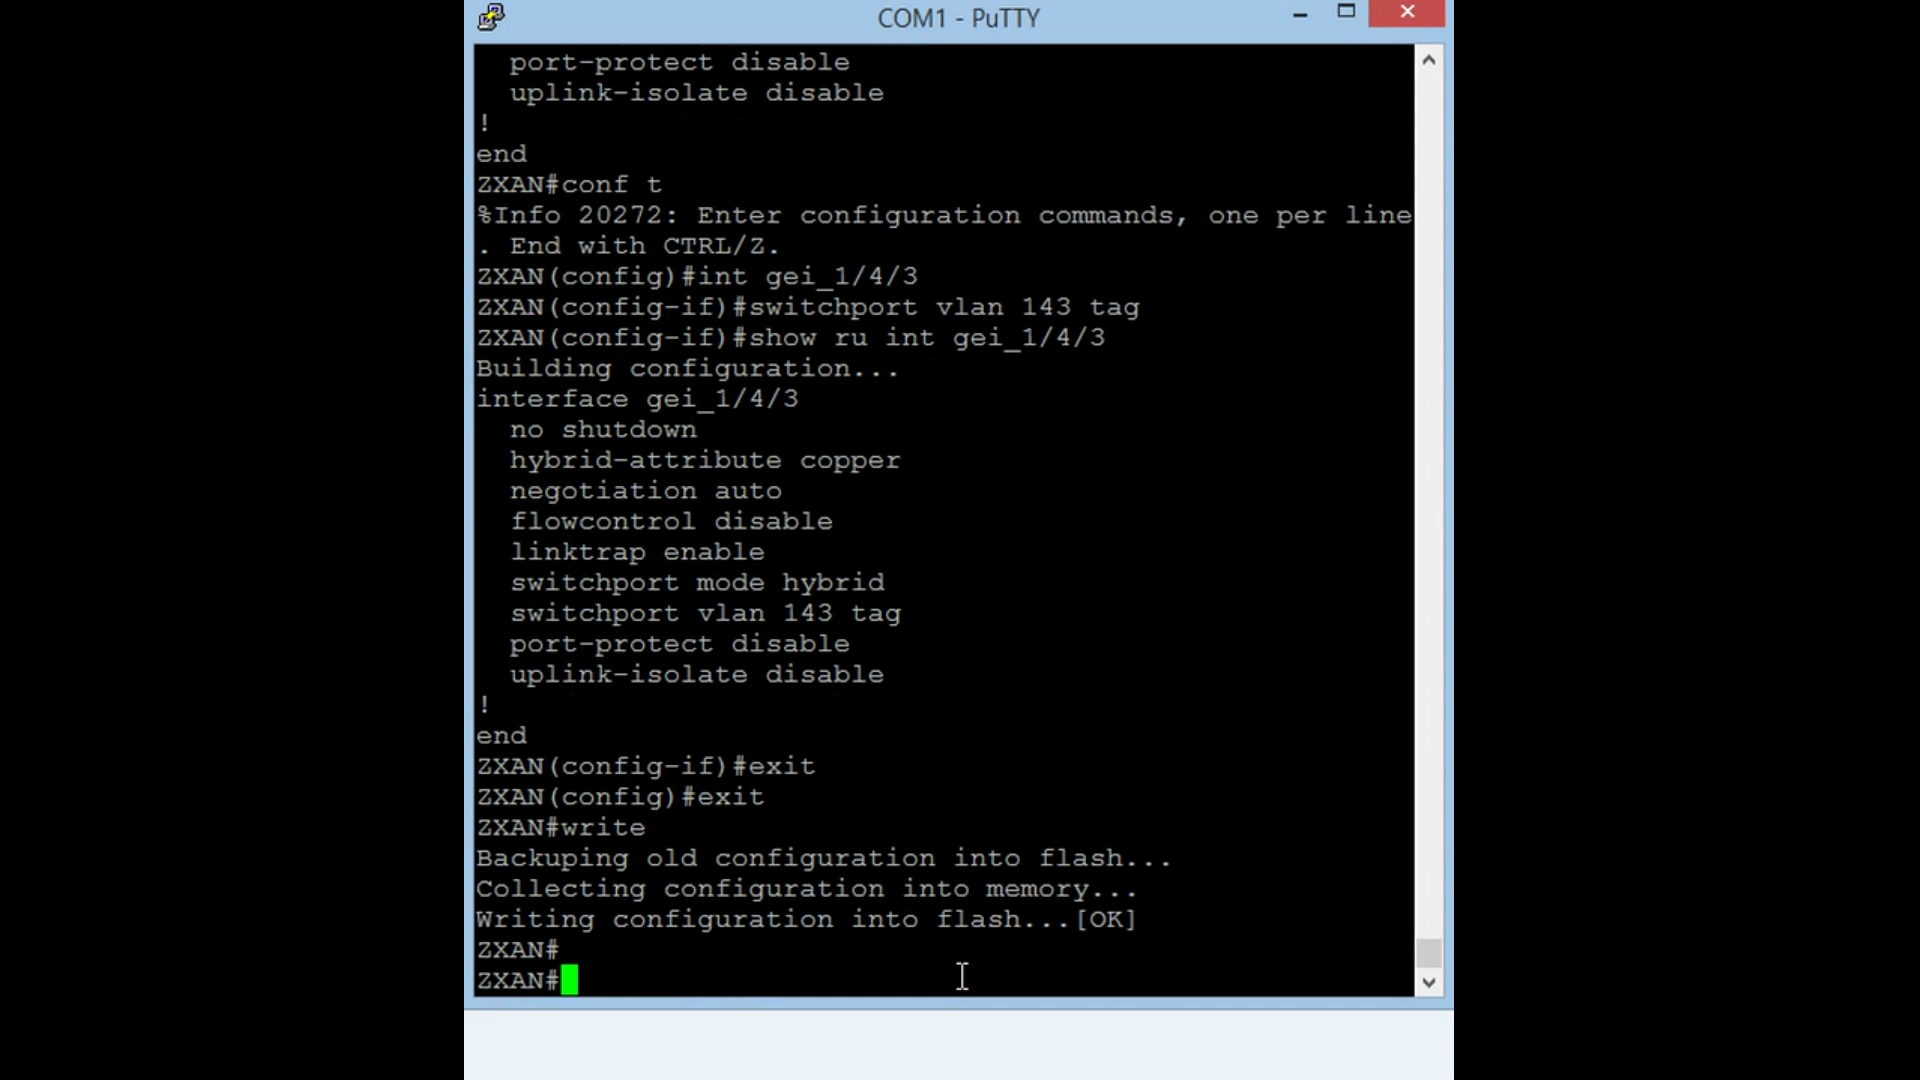 COM1 - PuTTY
port-protect disable
uplink-isolate disable
!
end
ZXAN#conf t
%Info 20272: Enter configuration commands, one per line
. End with CTRL/Z.
ZXAN(config)#int gei_1/4/3
ZXAN(config-if)#switchport vlan 143 tag
ZXAN(config-if)#show ru int gei_1/4/3
Building configuration...
interface gei_1/4/3
no shutdown
hybrid-attribute copper
negotiation auto
flowcontrol disable
linktrap enable
switchport mode hybrid
switchport vlan 143 tag
port-protect disable
uplink-isolate disable
!
end
ZXAN(config-if)#exit
ZXAN(config)#exit
ZXAN#write
Backuping old configuration into flash...
Collecting configuration into memory...
Writing configuration into flash...[OK]
ZXAN#
ZXAN#